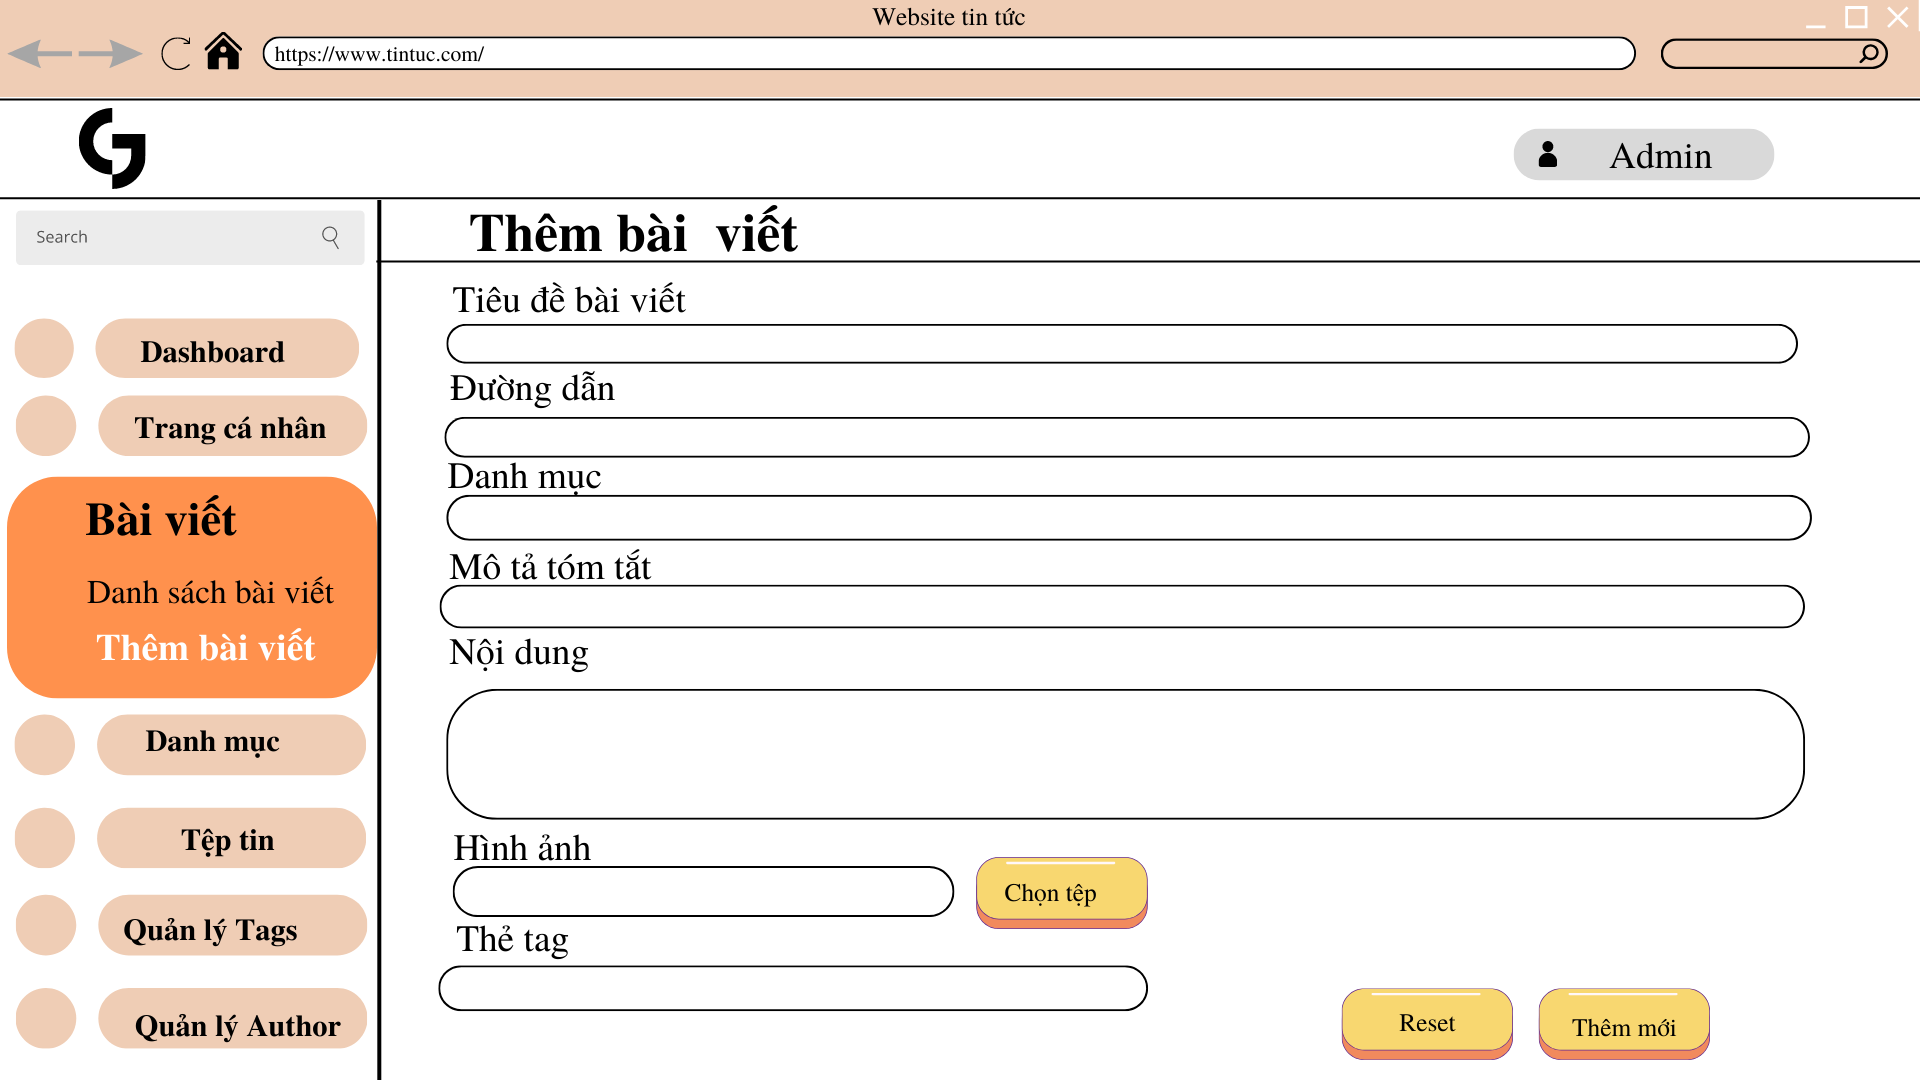 Website tin tức
https://www.tintuc.com/
Admin
Search
Dashboard
Trang cá nhân
Bài viết
Danh sách bài viết
Thêm bài viết
Danh mục
Tệp tin
Quản lý Tags
Quản lý Author
Thêm bài viết
Tiêu đề bài viết
Đường dẫn
Danh mục
Mô tả tóm tắt
Nội dung
Hình ảnh
Chọn tệp
Thẻ tag
Reset
Thêm mới